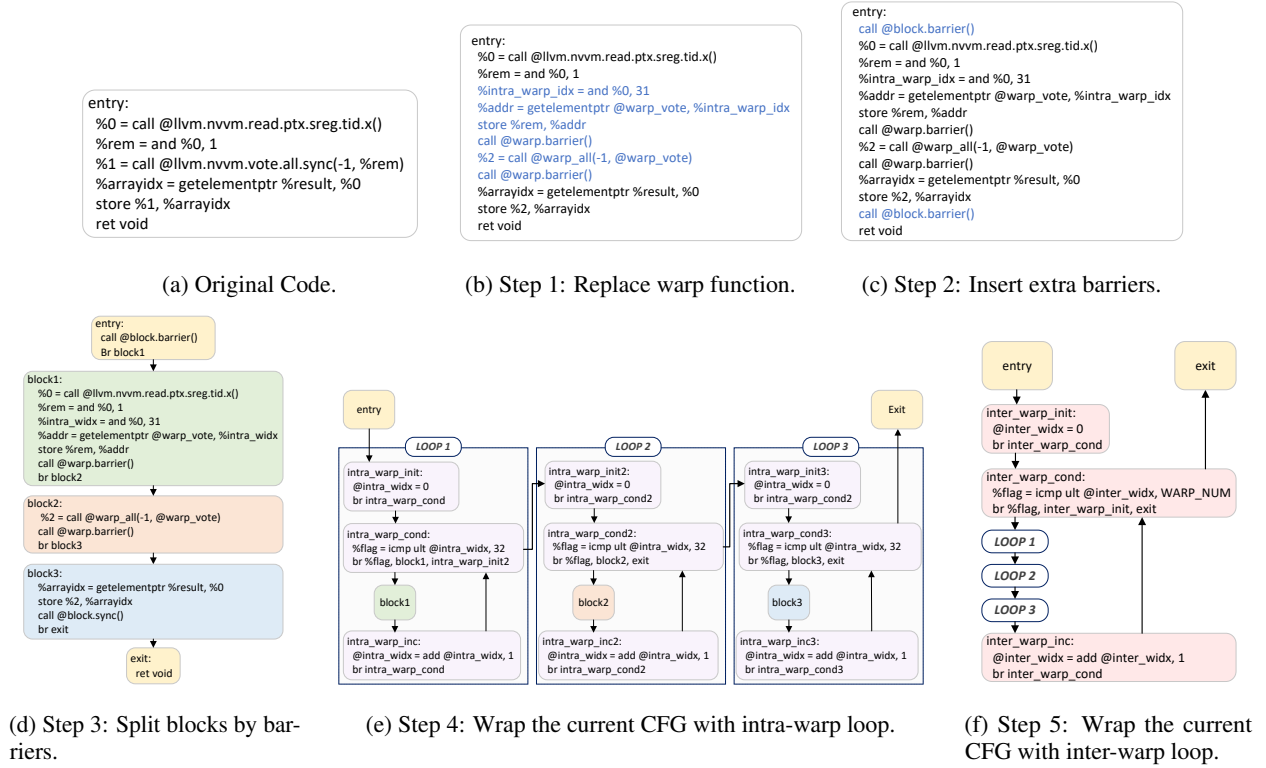 entry:
%0 = call @llvm.nvvm.read.ptx.sreg.tid.x()
%rem = and %0, 1
%1 = call @llvm.nvvm.vote.all.sync(-1, %rem)
%arrayidx = getelementptr %result, %0
store %1, %arrayidx
ret void
(a) Original Code.
entry:
%0 = call @llvm.nvvm.read.ptx.sreg.tid.x()
%rem = and %0, 1
%intra_warp_idx = and %0, 31
%addr = getelementptr @warp_vote, %intra_warp_idx
store %rem, %addr
call @warp.barrier()
%2 = call @warp_all(-1, @warp_vote)
call @warp.barrier()
%arrayidx = getelementptr %result, %0
store %2, %arrayidx
ret void
(b) Step 1: Replace warp function.
entry:
call @block.barrier()
%0 = call @llvm.nvvm.read.ptx.sreg.tid.x()
%rem = and %0, 1
%intra_warp_idx = and %0, 31
%addr = getelementptr @warp_vote, %intra_warp_idx
store %rem, %addr
call @warp.barrier()
%2 = call @warp_all(-1, @warp_vote)
call @warp.barrier()
%arrayidx = getelementptr %result, %0
store %2, %arrayidx
call @block.barrier()
ret void
(c) Step 2: Insert extra barriers.
entry:
call @block.barrier()
Br block1
block1:
%0 = call @llvm.nvvm.read.ptx.sreg.tid.x()
%rem = and %0, 1
%intra_widx = and %0, 31
%addr = getelementptr @warp_vote, %intra_widx
store %rem, %addr
call @warp.barrier()
br block2
block2:
%2 = call @warp_all(-1, @warp_vote)
call @warp.barrier()
br block3
block3:
%arrayidx = getelementptr %result, %0
store %2, %arrayidx
call @block.sync()
br exit
exit:
ret void
(d) Step 3: Split blocks by bar-
riers.
entry
Exit
LOOP 1
intra_warp_init:
@intra_widx = 0
br intra_warp_cond
intra_warp_cond:
%flag = icmp ult @intra_widx, 32
br %flag, block1, intra_warp_init2
block1
intra_warp_inc:
@intra_widx = add @intra_widx, 1
br intra_warp_cond
LOOP 2
intra_warp_init2:
@intra_widx = 0
br intra_warp_cond2
intra_warp_cond2:
%flag = icmp ult @intra_widx, 32
br %flag, block2, exit
block2
intra_warp_inc2:
@intra_widx = add @intra_widx, 1
br intra_warp_cond2
LOOP 3
intra_warp_init3:
@intra_widx = 0
br intra_warp_cond2
intra_warp_cond3:
%flag = icmp ult @intra_widx, 32
br %flag, block3, exit
block3
intra_warp_inc3:
@intra_widx = add @intra_widx, 1
br intra_warp_cond3
(e) Step 4: Wrap the current CFG with intra-warp loop.
entry
exit
inter_warp_init:
@inter_widx = 0
br inter_warp_cond
inter_warp_cond:
%flag = icmp ult @inter_widx, WARP_NUM
br %flag, inter_warp_init, exit
LOOP 1
LOOP 2
LOOP 3
inter_warp_inc:
@inter_widx = add @inter_widx, 1
br inter_warp_cond
(f) Step 5: Wrap the current
CFG with inter-warp loop.